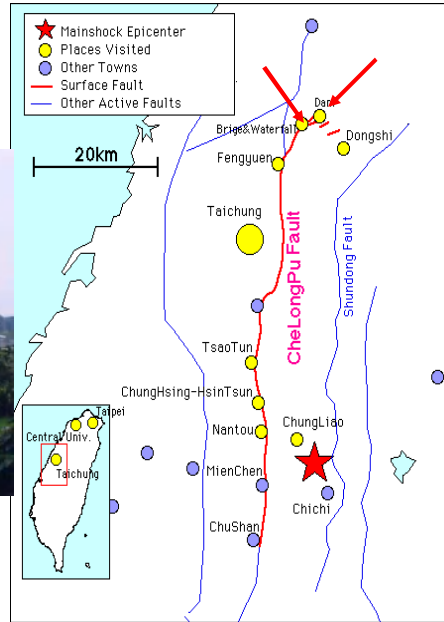 Mainshock Epicenter
Places Visited
Other Towns
Surface Fault
Other Active Faults
20km
Dam
Brige&Waterfall
Dongshi
Fengyuen
Taichung
CheLongPu Fault
Shundong Fault
TsaoTun
ChungHsing-HsinTsun
ChungLiao
Nantou
MienChen
Chichi
ChuShan
Taipei
Central Univ.
Taichung